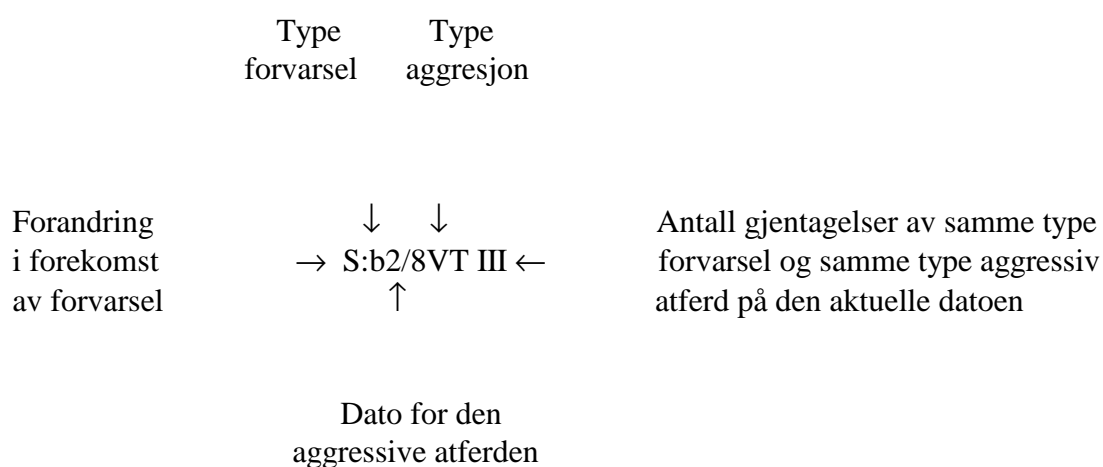 Type Type
forvarsel aggresjon
Forandring ↓ ↓ Antall gjentagelser av samme type
i forekomst → S:b2/8VT III ← forvarsel og samme type aggressiv
av forvarsel ↑ atferd på den aktuelle datoen
Dato for den
aggressive atferden